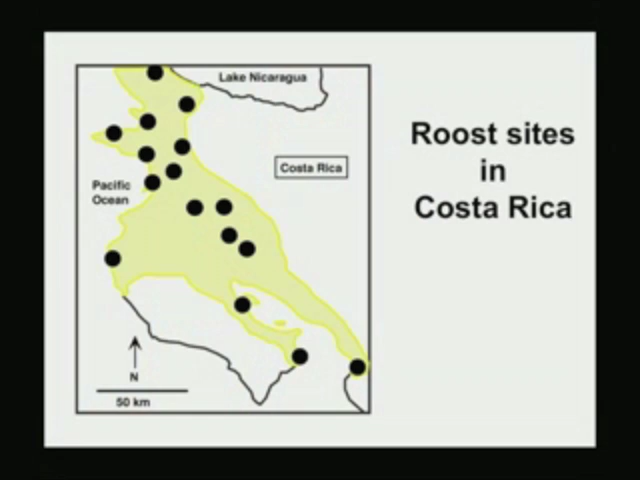 Lake Nicaragua
Costa Rica
Pacific
Ocean
N
50 km
Roost sites
in
Costa Rica